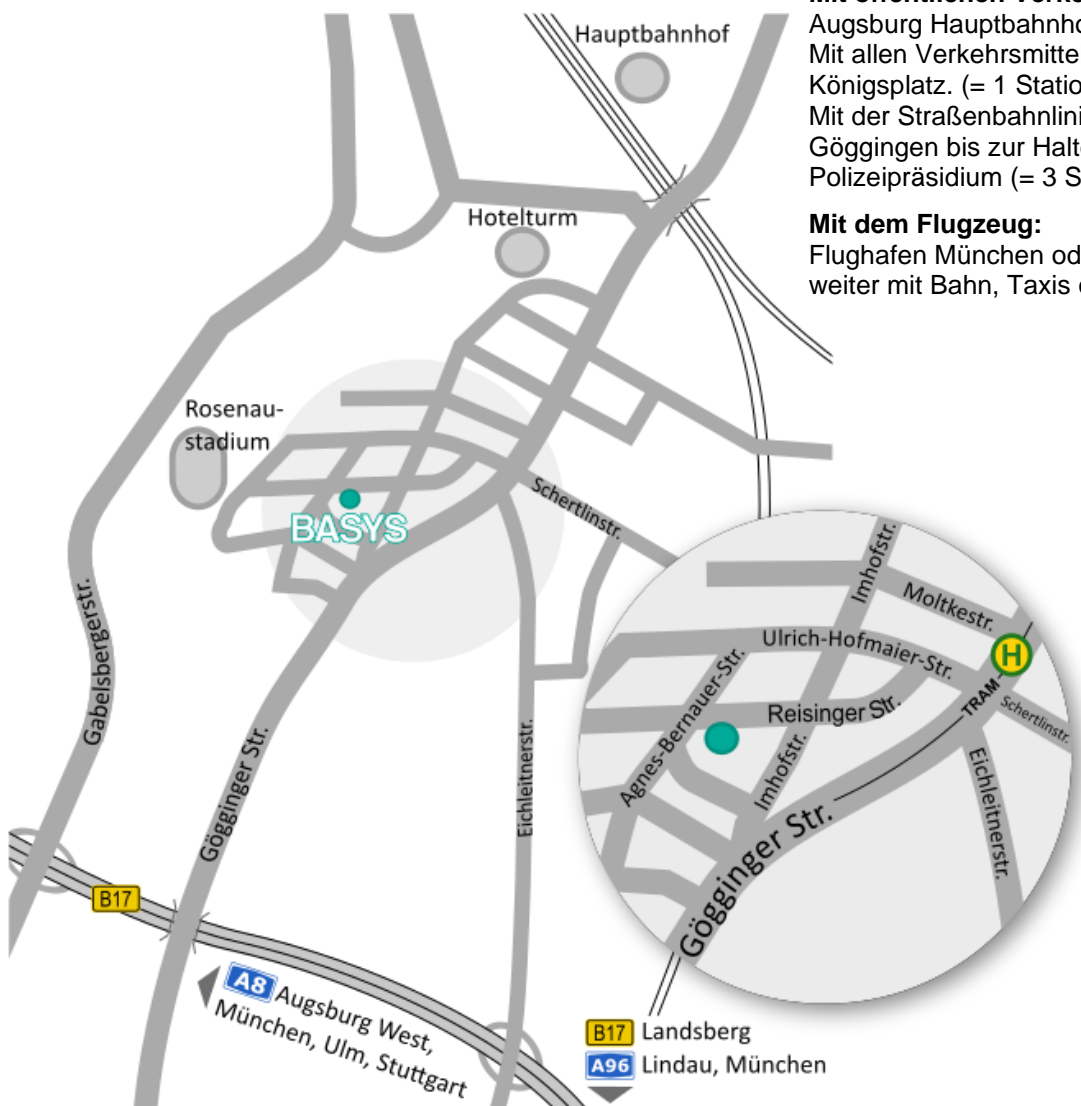 Augsburg Hauptbahnho
Mit allen Verkehrsmitte
Königsplatz. (= 1 Statio
Mit der Straßenbahnlini
Göggingen bis zur Halt
Polizeipräsidium (= 3 S
Mit dem Flugzeug:
Flughafen München od
weiter mit Bahn, Taxis
Hauptbahnhof
Hotelturm
Rosenau-
stadium
BASYS
Schertlinstr.
Gabelsbergerstr.
Gögginger Str.
Eichleitnerstr.
Imhofstr.
Moltkestr.
Ulrich-Hofmaier-Str.
H
TRAM
Schertlinstr.
Reisinger Str.
Agnes-Bernauer-Str.
Imhofstr.
Eichleitnerstr.
Gögginger Str.
B17
A8 Augsburg West,
München, Ulm, Stuttgart
B17 Landsberg
A96 Lindau, München